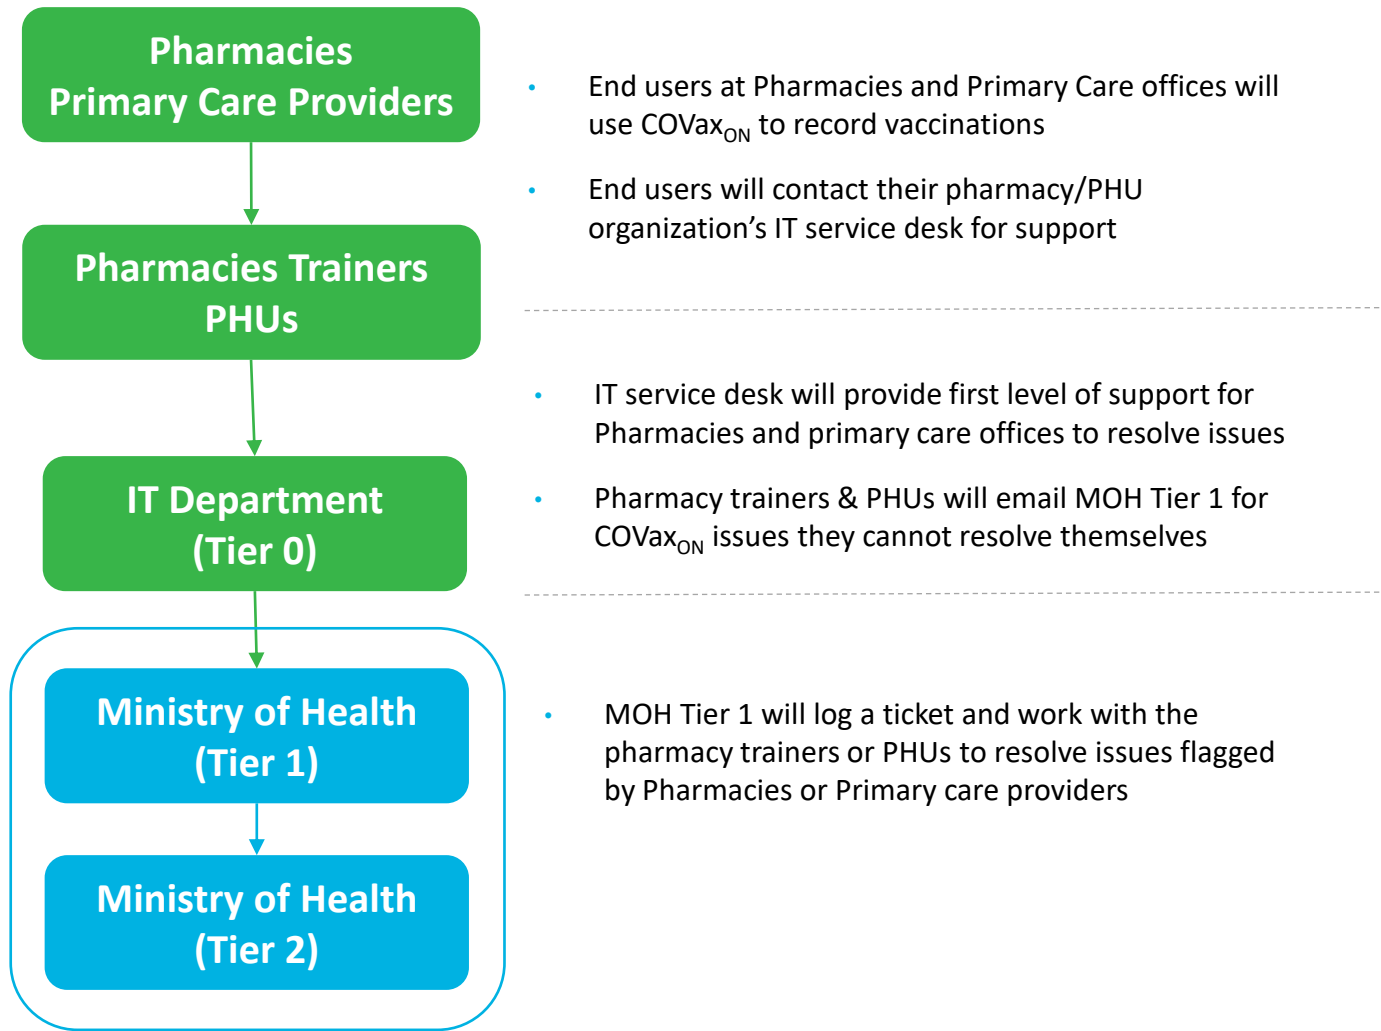 Pharmacies
Primary Care Providers
• End users at Pharmacies and Primary Care offices will
use COVaxON to record vaccinations
• End users will contact their pharmacy/PHU
organization’s IT service desk for support
Pharmacies Trainers
PHUs
• IT service desk will provide first level of support for
Pharmacies and primary care offices to resolve issues
• Pharmacy trainers & PHUs will email MOH Tier 1 for
COVaxON issues they cannot resolve themselves
IT Department
(Tier 0)
Ministry of Health
(Tier 1)
• MOH Tier 1 will log a ticket and work with the
pharmacy trainers or PHUs to resolve issues flagged
by Pharmacies or Primary care providers
Ministry of Health
(Tier 2)